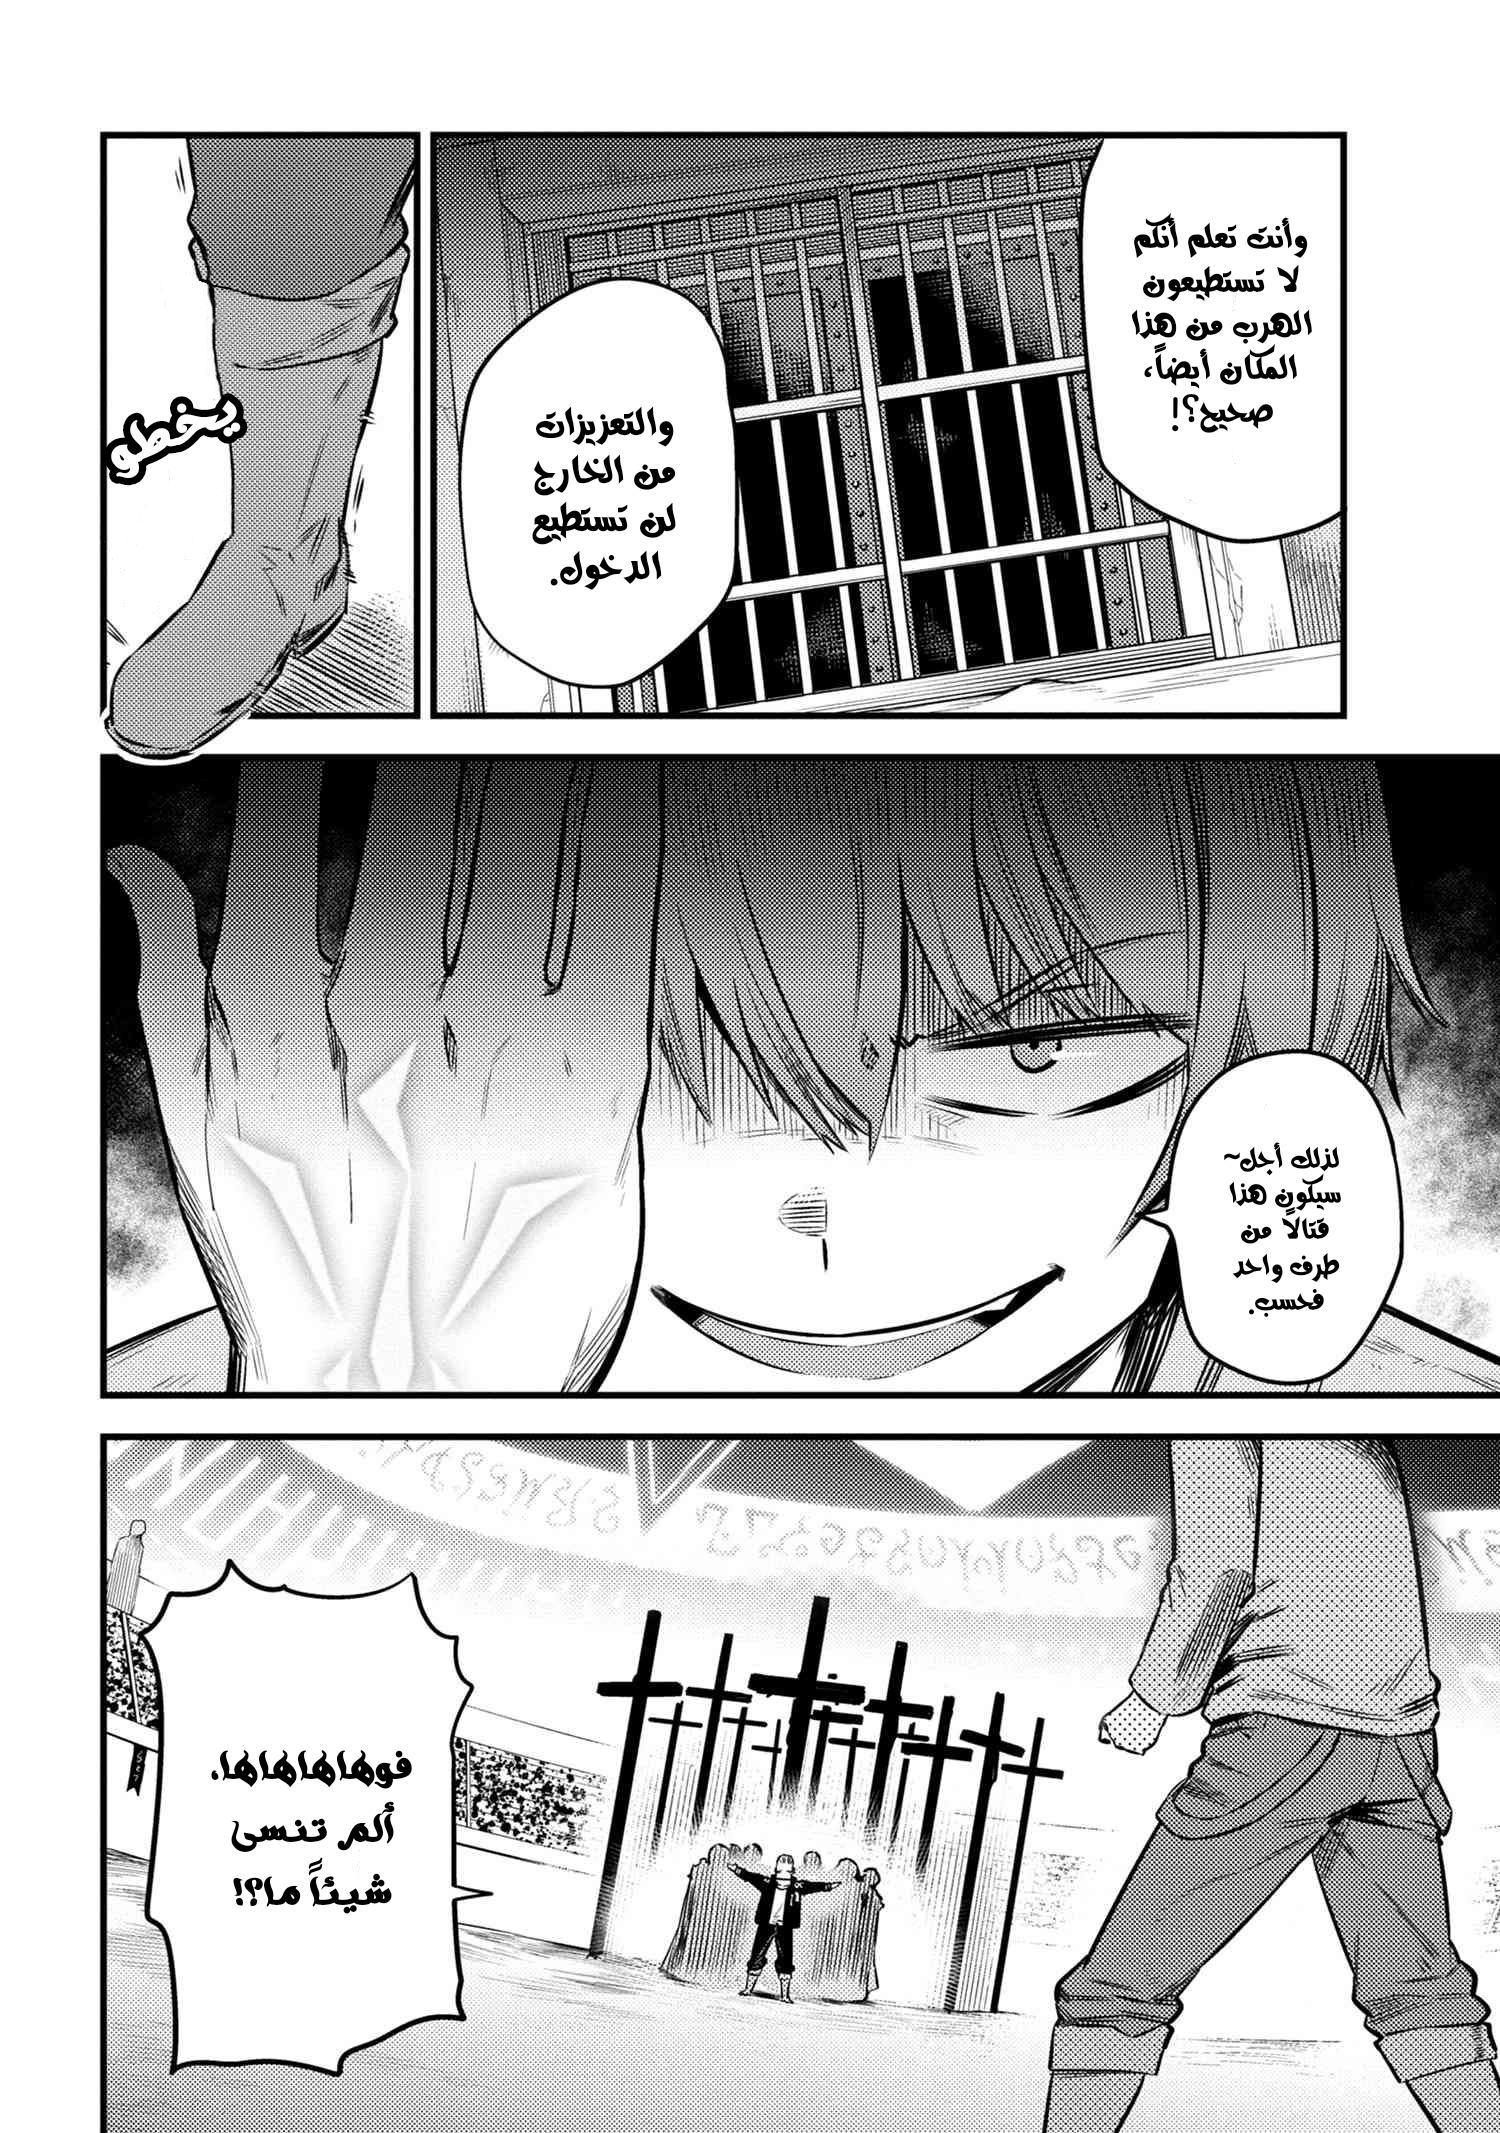 وأنت تعلم أنكم
لا تستطيعون
الهرب من هذا
المكان أيضاً،
صحيح؟!
والتعزيزات
من الخارج
لن تستطيع
الدخول.
يخطو
لذلك أجل~
سيكون هذا
قتالاً من
طرف واحد
فحسب.
فوهاهاهاها،
ألم تنسى
شيئاً ما؟!